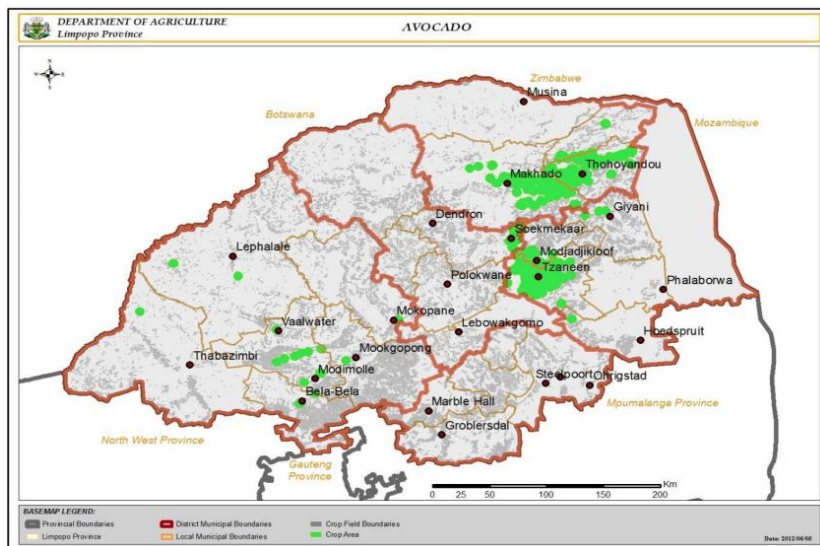 DEPARTMENT OF AGRICULTURE
Limpopo Province
AVOCADO
N
Zimbabwe
Musina
Botswana
Mozambique
Thohoyandou
Makhado
Giyani
Dendron
Soekmekaar
Lephalale
Modjadjikloof
Tzaneen
Polokwane
Phalaborwa
Mokopane
Vaalwater
Lebowakgomo
Hoedspruit
Mookgopong
Thabazimbi
Modimolle
Steelpoort
Ohrigstad
Bela-Bela
Marble Hall
Mpumalanga Province
North West Province
Groblersdal
Gauteng
Province
Km
0 25 50 100 150 200
BASEMAP LEGEND:
Provincial Boundaries District Municipal Boundaries Crop Field Boundaries
Limpopo Province Local Municipal Boundaries Crop Area
Date: 2012/06/08